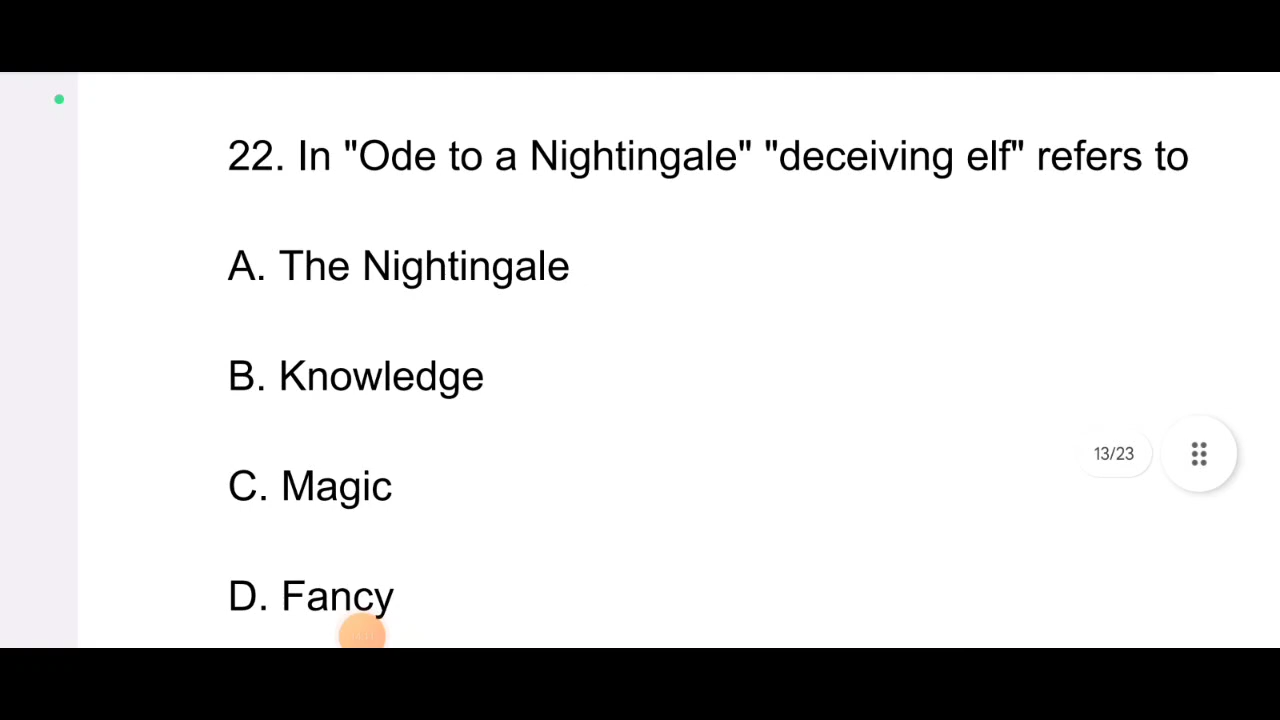 22. In "Ode to a Nightingale" "deceiving elf" refers to
A. The Nightingale
B. Knowledge
13/23
C. Magic
D. Fancy